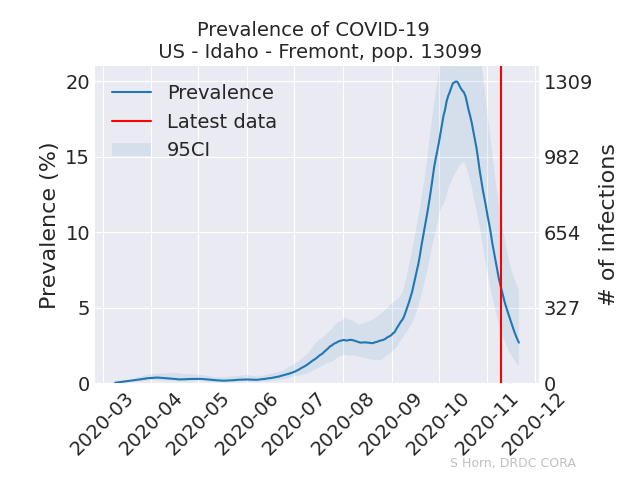 Prevalence of COVID-19
US - Idaho - Fremont, pop. 13099
Prevalence
Latest data
95CI
Prevalence (%)
20
15
10
5
0
1309
982
654
327
0
# of infections
2020-03
2020-04
2020-05
2020-06
2020-07
2020-08
2020-09
2020-10
2020-11
2020-12
S Horn, DRDC CORA